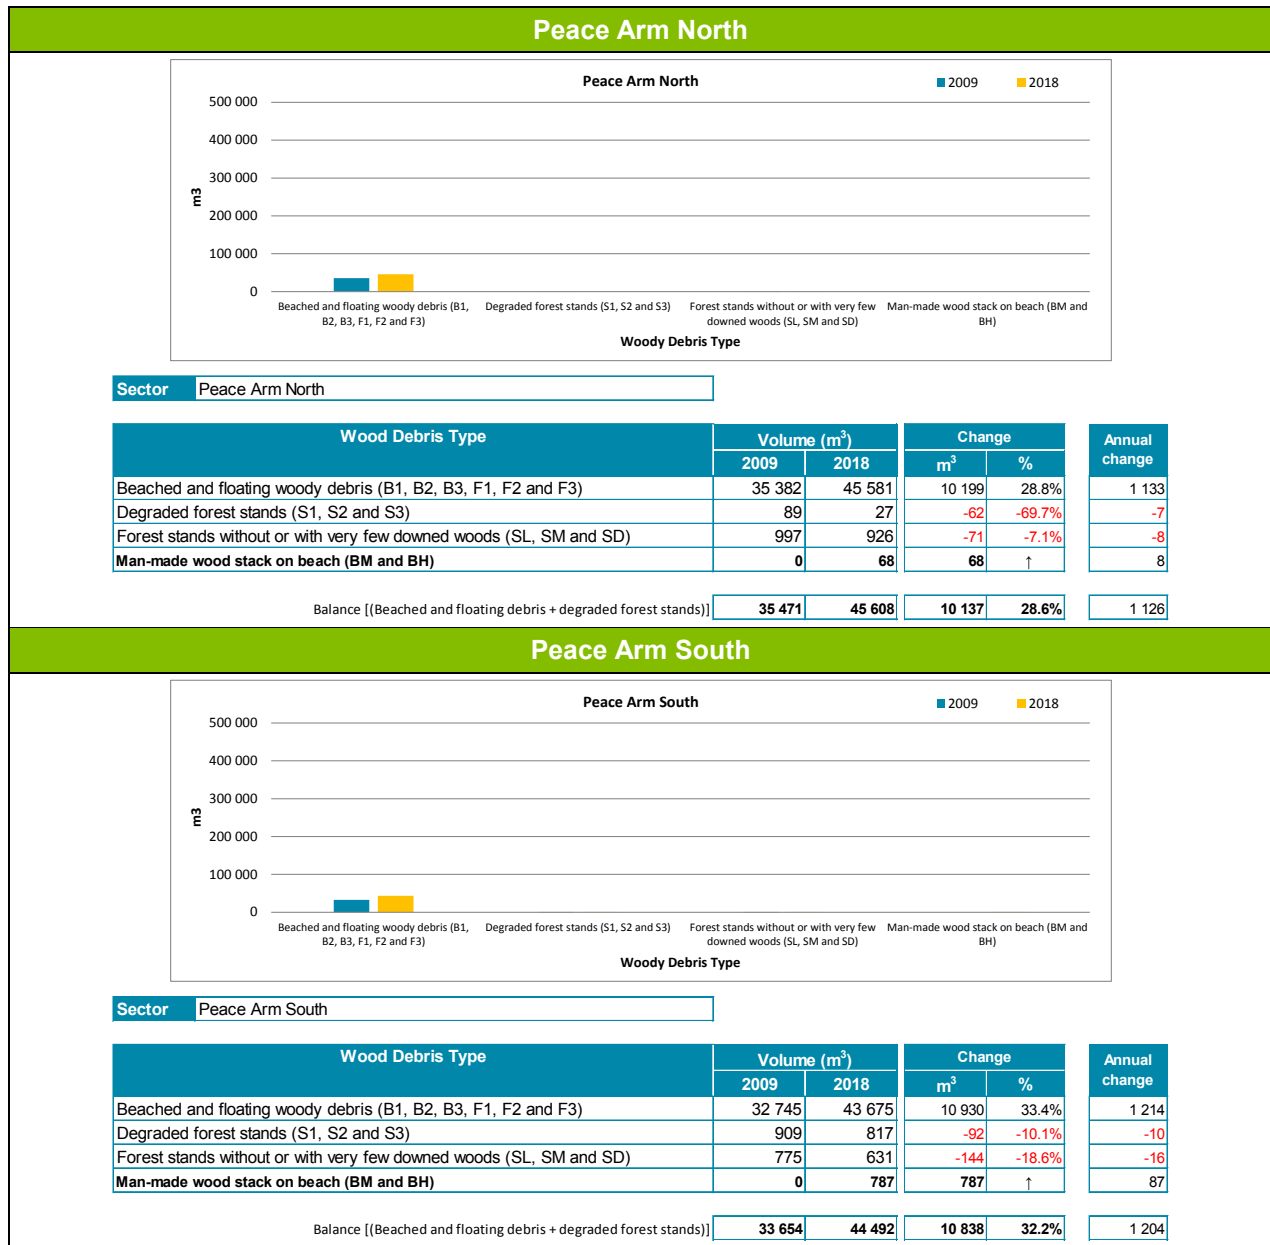 Peace Arm North
Peace Arm North
2009 2018
500 000
400 000
300 000
200 000
100 000
0
m3
Beached and floating woody debris (B1, B2, B3, F1, F2 and F3)
Degraded forest stands (S1, S2 and S3)
Forest stands without or with very few downed woods (SL, SM and SD)
Man-made wood stack on beach (BM and BH)
Woody Debris Type
Sector Peace Arm North
Wood Debris Type Volume (m³) Change Annual change
2009 2018 m³ %
Beached and floating woody debris (B1, B2, B3, F1, F2 and F3) 35 382 45 581 10 199 28.8% 1 133
Degraded forest stands (S1, S2 and S3) 89 27 -62 -69.7% -7
Forest stands without or with very few downed woods (SL, SM and SD) 997 926 -71 -7.1% -8
Man-made wood stack on beach (BM and BH) 0 68 68 ↑ 8
Balance [(Beached and floating debris + degraded forest stands)] 35 471 45 608 10 137 28.6% 1 126
Peace Arm South
Peace Arm South
2009 2018
500 000
400 000
300 000
200 000
100 000
0
m3
Beached and floating woody debris (B1, B2, B3, F1, F2 and F3)
Degraded forest stands (S1, S2 and S3)
Forest stands without or with very few downed woods (SL, SM and SD)
Man-made wood stack on beach (BM and BH)
Woody Debris Type
Sector Peace Arm South
Wood Debris Type Volume (m³) Change Annual change
2009 2018 m³ %
Beached and floating woody debris (B1, B2, B3, F1, F2 and F3) 32 745 43 675 10 930 33.4% 1 214
Degraded forest stands (S1, S2 and S3) 909 817 -92 -10.1% -10
Forest stands without or with very few downed woods (SL, SM and SD) 775 631 -144 -18.6% -16
Man-made wood stack on beach (BM and BH) 0 787 787 ↑ 87
Balance [(Beached and floating debris + degraded forest stands)] 33 654 44 492 10 838 32.2% 1 204